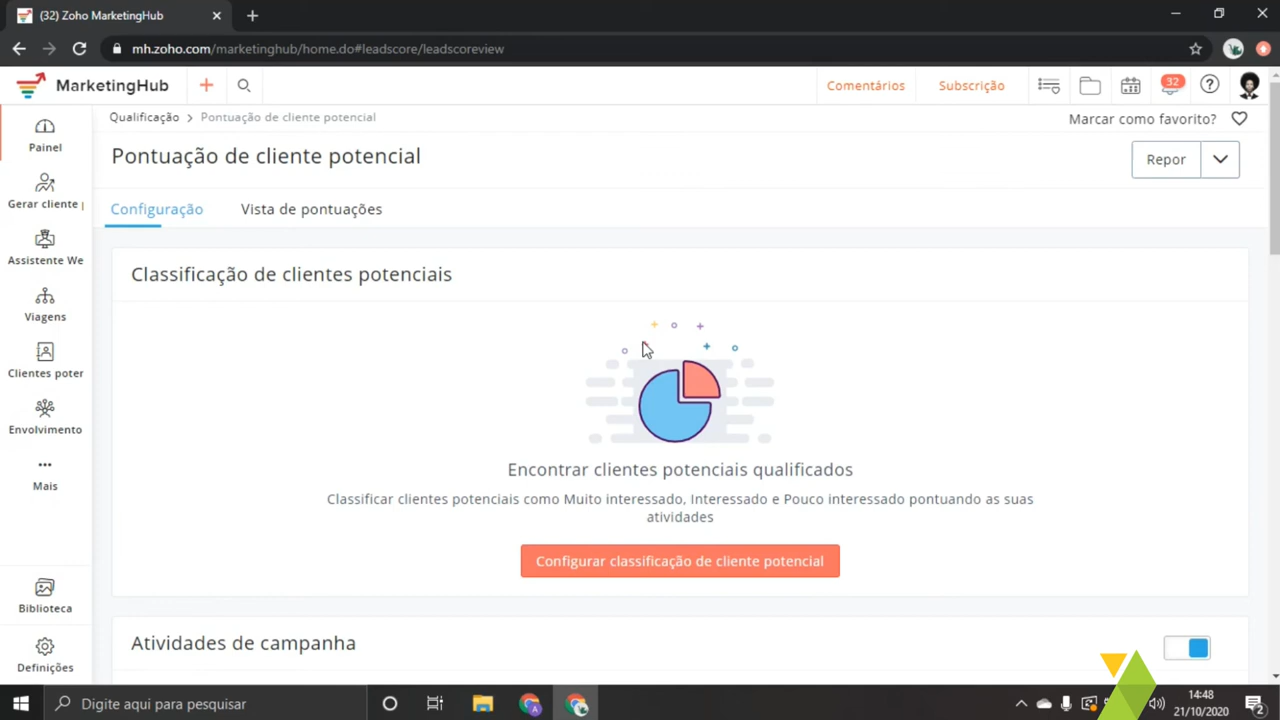 (32) Zoho MarketingHub
mh.zoho.com/marketinghub/home.do#leadscore/leadscoreview
MarketingHub
Comentários
Subscrição
32
Qualificação > Pontuação de cliente potencial
Marcar como favorito?
Pontuação de cliente potencial
Repor
Configuração
Vista de pontuações
Painel
Gerar cliente
Assistente We
Viagens
Clientes poter
Envolvimento
Mais
Biblioteca
Definições
Classificação de clientes potenciais
Encontrar clientes potenciais qualificados
Classificar clientes potenciais como Muito interessado, Interessado e Pouco interessado pontuando as suas
atividades
Configurar classificação de cliente potencial
Atividades de campanha
Digite aqui para pesquisar
14:48
21/10/2020
2